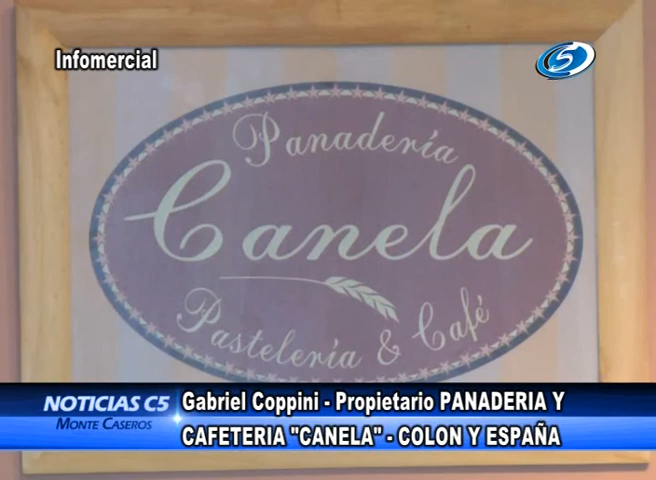 Infomercial
5
Panadería
Canela
Pastelería & Café
NOTICIAS C5
MONTE CASEROS
Gabriel Coppini - Propietario PANADERIA Y
CAFETERIA "CANELA" - COLON Y ESPAÑA